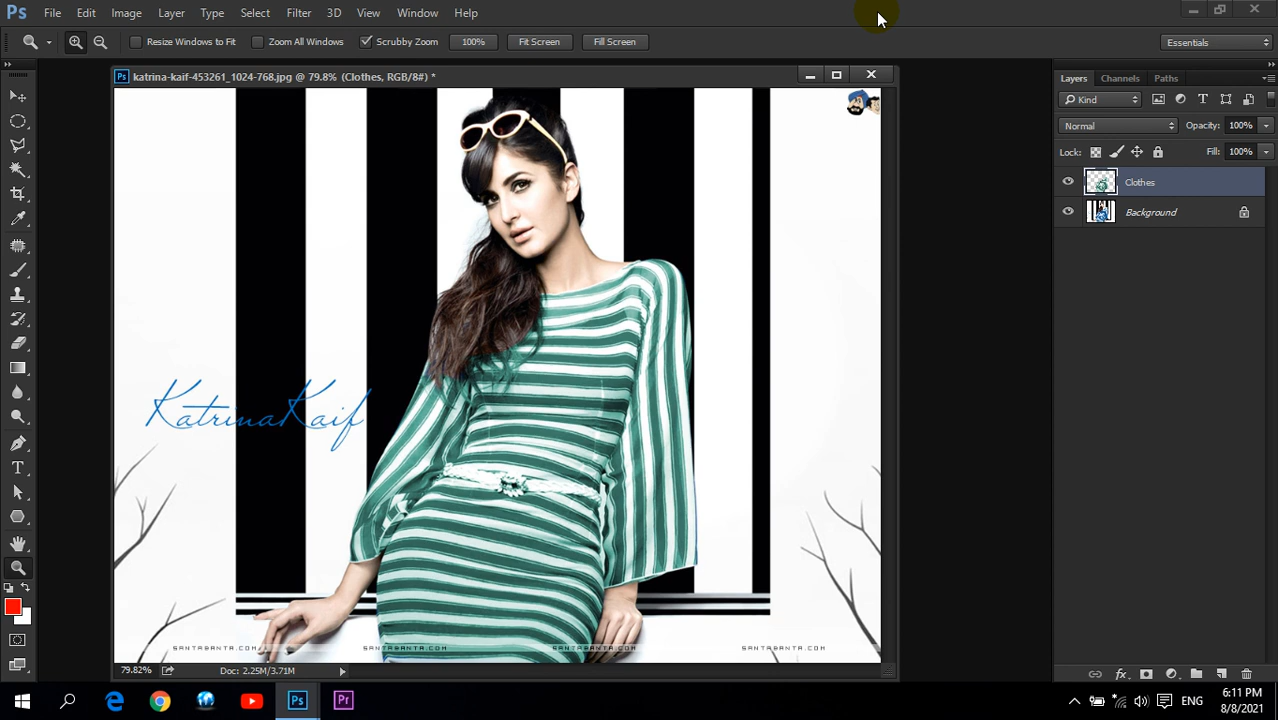 Ps File Edit Image Layer Type Select Filter 3D View Window Help
Resize Windows to Fit Zoom All Windows Scrubby Zoom 100% Fit Screen Fill Screen Essentials
Ps katrina-kaif-453261_1024-768.jpg @ 79.8% (Clothes, RGB/8#) *
Layers Channels Paths
Kind
Normal Opacity: 100%
Lock: Fill: 100%
Clothes
Background
KatrinaKaif
SANTABANTA.COM SANTABANTA.COM SANTABANTA.COM SANTABANTA.COM
79.82% Doc: 2.25M/3.71M
Ps Pr ENG 6:11 PM
8/8/2021